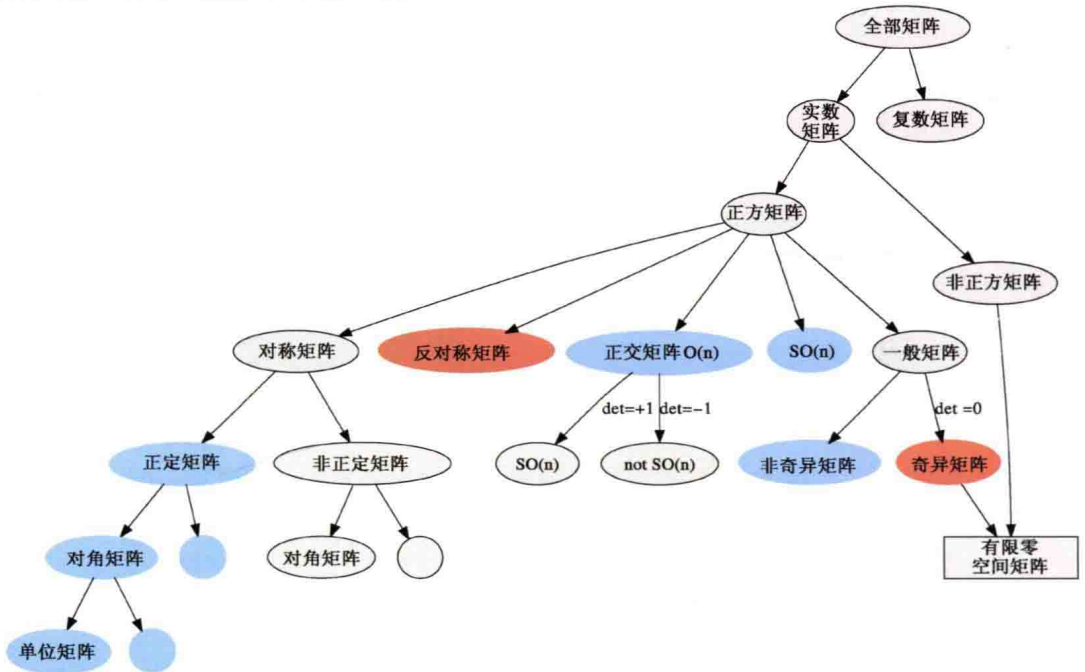 全部矩阵
实数
矩阵
复数矩阵
正方矩阵
非正方矩阵
对称矩阵
反对称矩阵
正交矩阵O(n)
SO(n)
一般矩阵
det=+1
det=-1
det =0
正定矩阵
非正定矩阵
SO(n)
not SO(n)
非奇异矩阵
奇异矩阵
对角矩阵
对角矩阵
有限零
空间矩阵
单位矩阵